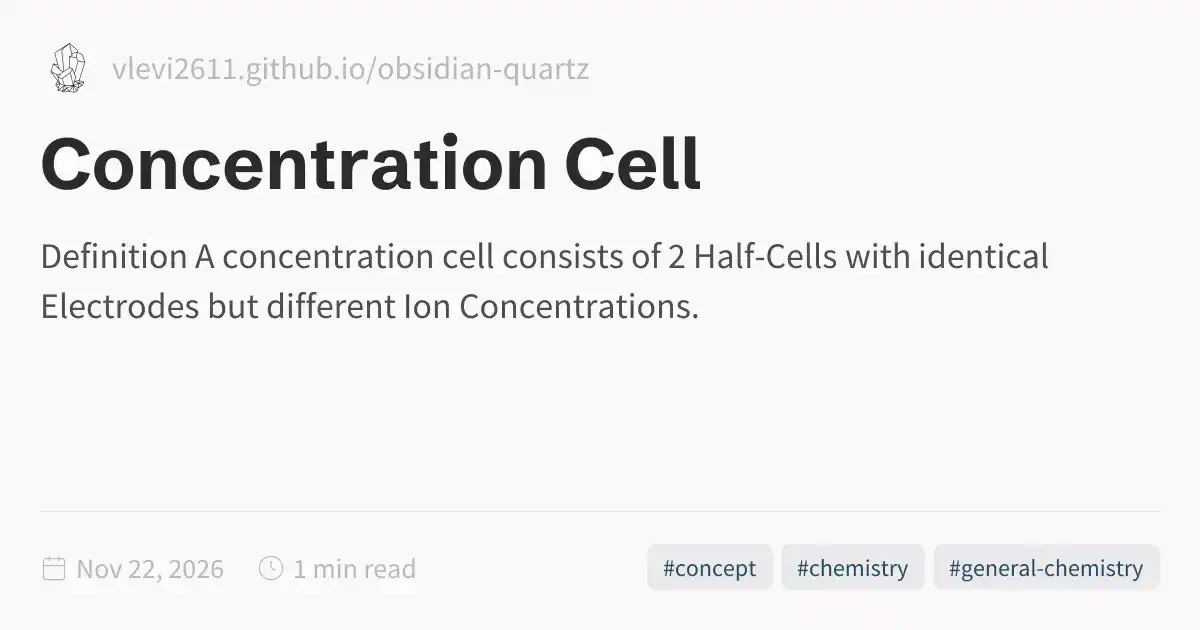 vlevi2611.github.io/obsidian-quartz
Concentration Cell
Definition A concentration cell consists of 2 Half-Cells with identical
Electrodes but different Ion Concentrations.
Nov 22, 2026 1 min read #concept #chemistry #general-chemistry